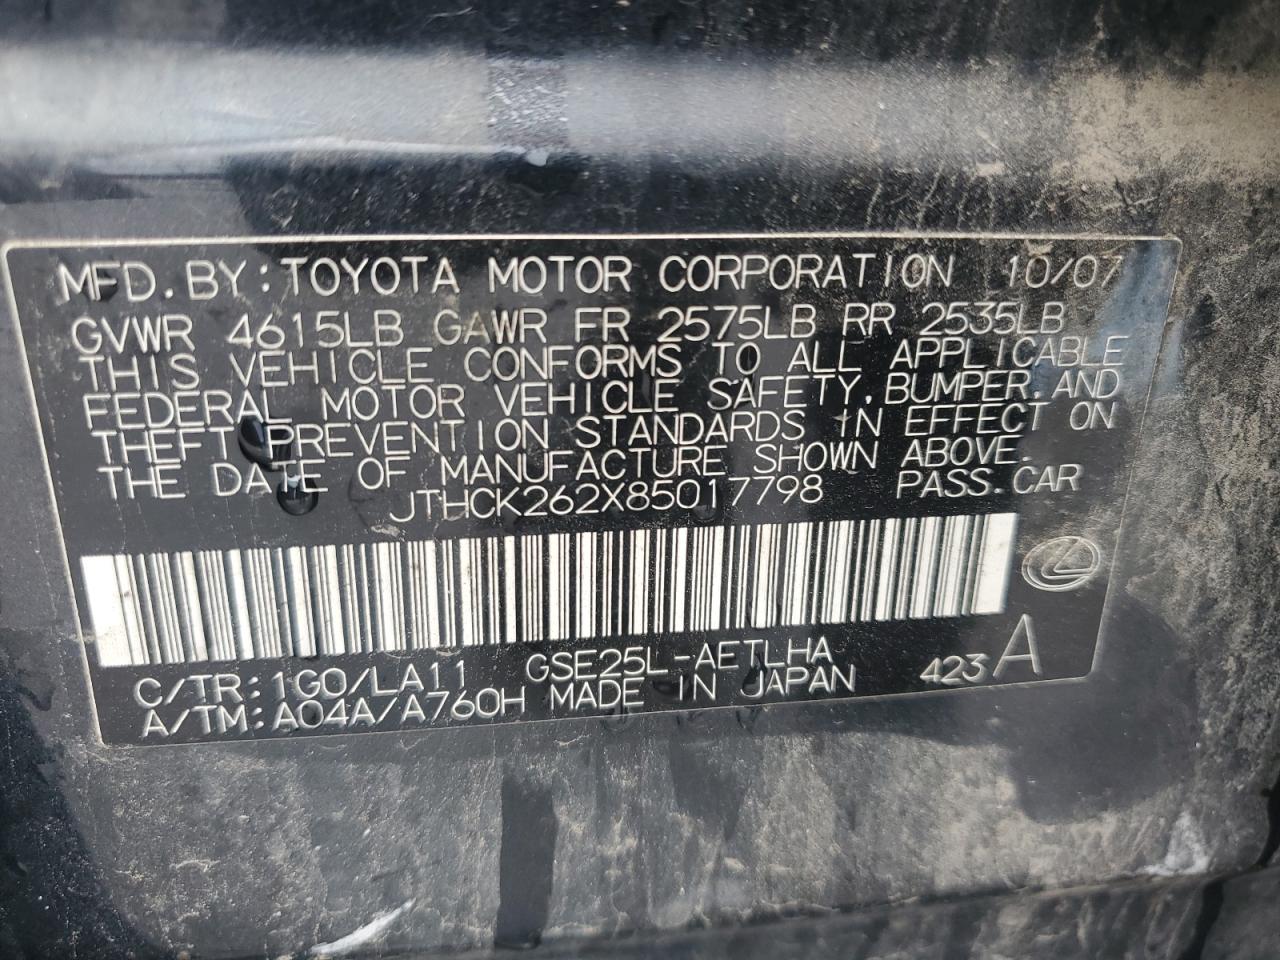 MFD.BY:TOYOTA MOTOR CORPORATION 10/07
GVWR 4615LB GAWR FR 2575LB RR 2535LB
THIS VEHICLE CONFORMS TO ALL APPLICABLE
FEDERAL MOTOR VEHICLE SAFETY,BUMPER,AND
THEFT PREVENTION STANDARDS IN EFFECT ON
THE DATE OF MANUFACTURE SHOWN ABOVE.
JTHCK262X85017798 PASS.CAR
C/TR:1G0/LA11 GSE25L-AETLHA
A/TM:A04A/A760H MADE IN JAPAN 423 A